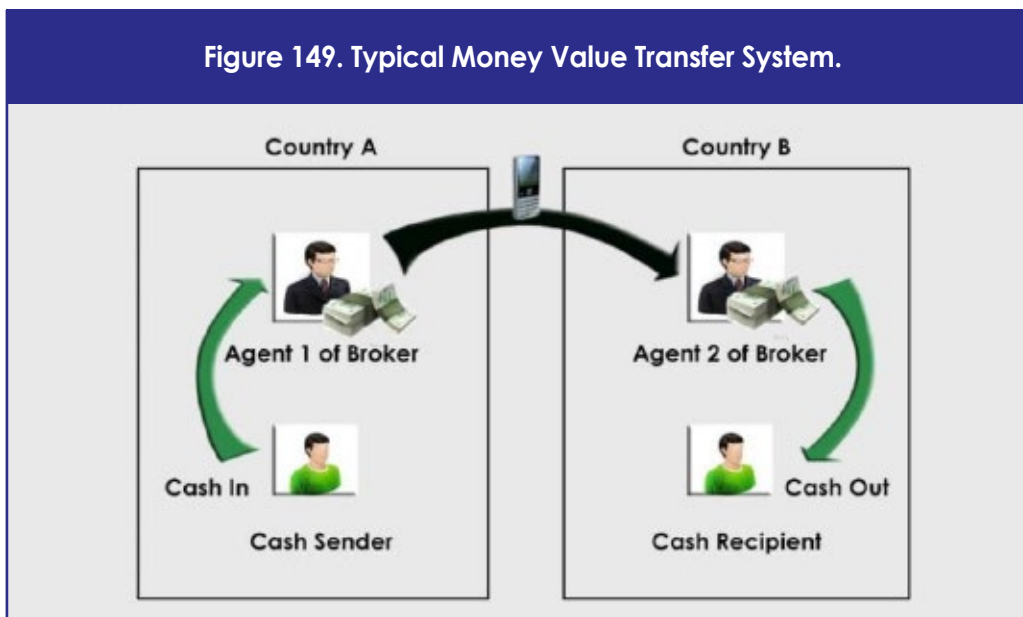 Figure 149. Typical Money Value Transfer System.
Country A
Country B
Agent 1 of Broker
Agent 2 of Broker
Cash In
Cash Out
Cash Sender
Cash Recipient